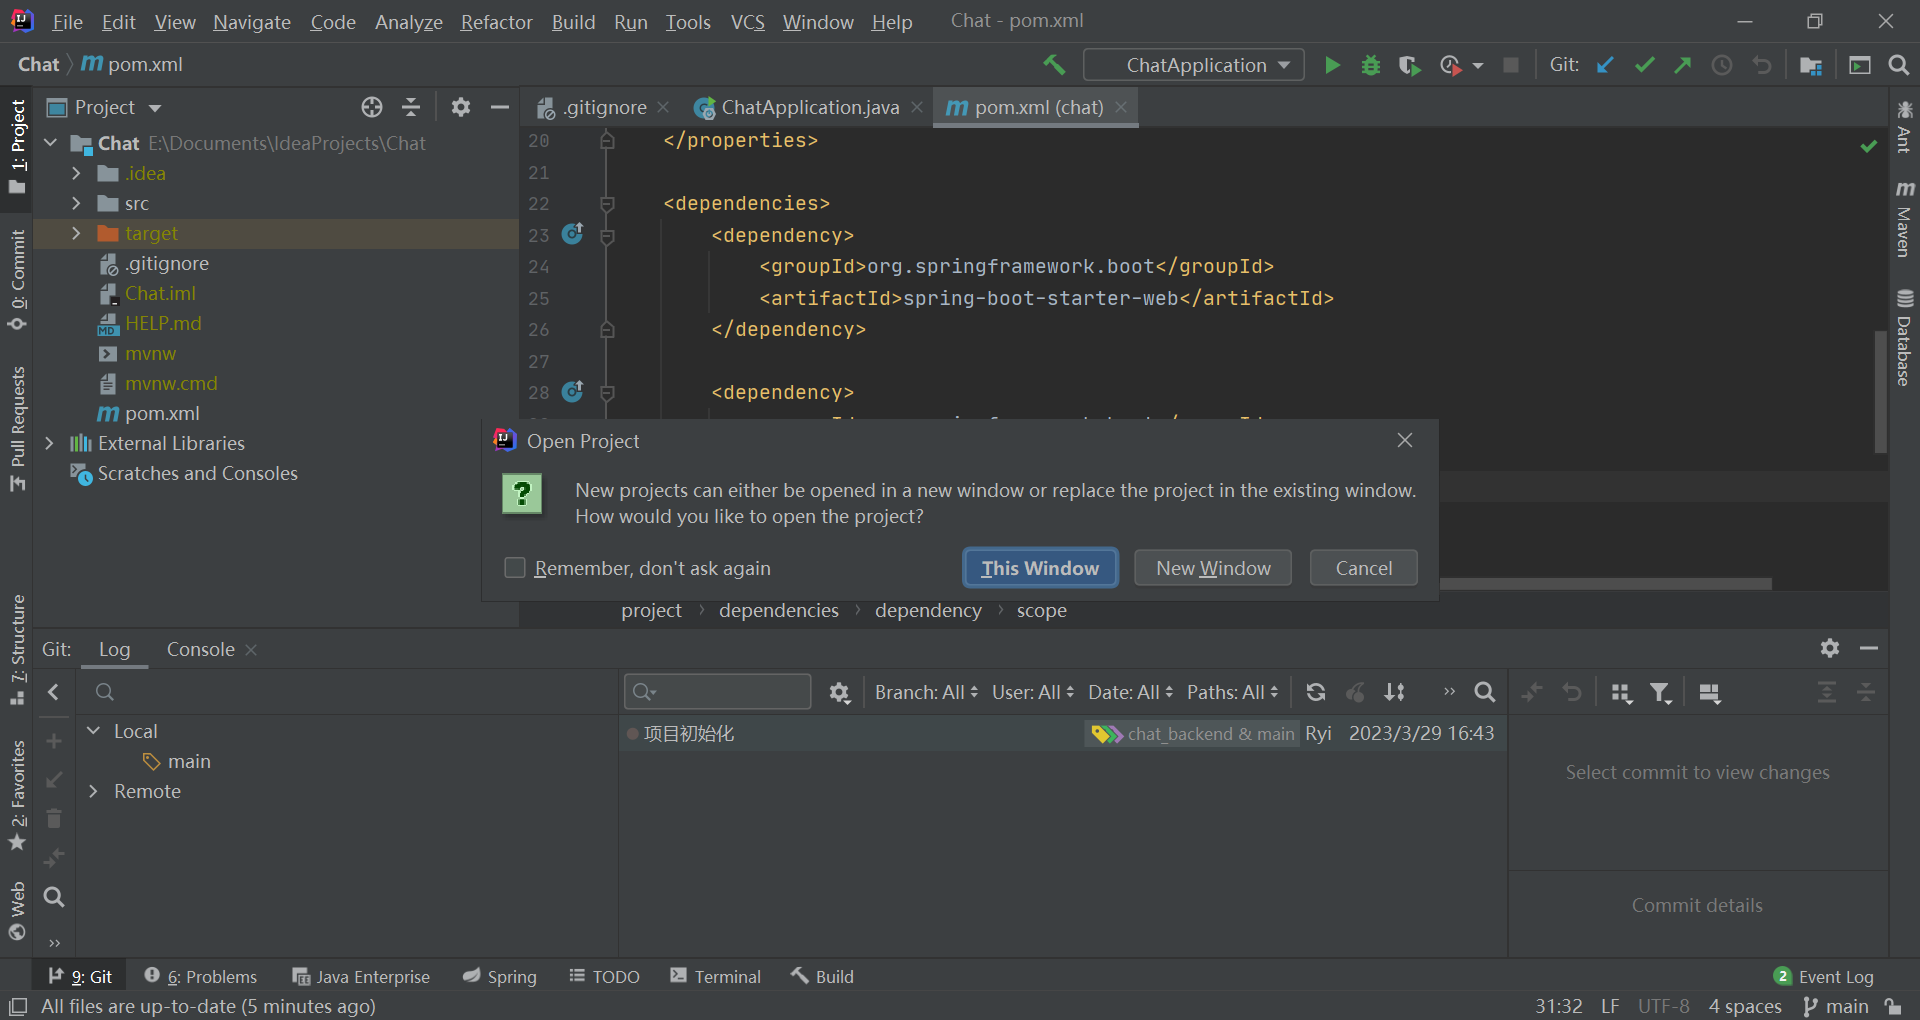 File Edit View Navigate Code Analyze Refactor Build Run Tools VCS Window Help Chat - pom.xml
Chat pom.xml ChatApplication Git:
Project
.gitignore ChatApplication.java pom.xml (chat)
Chat E:\Documents\IdeaProjects\Chat
.idea
src
target
.gitignore
Chat.iml
HELP.md
mvnw
mvnw.cmd
pom.xml
External Libraries
Scratches and Consoles
20 </properties>
21
22 <dependencies>
23 <dependency>
24 <groupId>org.springframework.boot</groupId>
25 <artifactId>spring-boot-starter-web</artifactId>
26 </dependency>
27
28 <dependency>
Open Project
New projects can either be opened in a new window or replace the project in the existing window.
How would you like to open the project?
Remember, don't ask again This Window New Window Cancel
project › dependencies › dependency › scope
1: Project
0: Commit
Pull Requests
7: Structure
2: Favorites
Web
Ant
Maven
Database
Git: Log Console
Branch: All User: All Date: All Paths: All
Local
main
Remote
项目初始化 chat_backend & main Ryi 2023/3/29 16:43
Select commit to view changes
Commit details
9: Git 6: Problems Java Enterprise Spring TODO Terminal Build 2 Event Log
All files are up-to-date (5 minutes ago) 31:32 LF UTF-8 4 spaces main